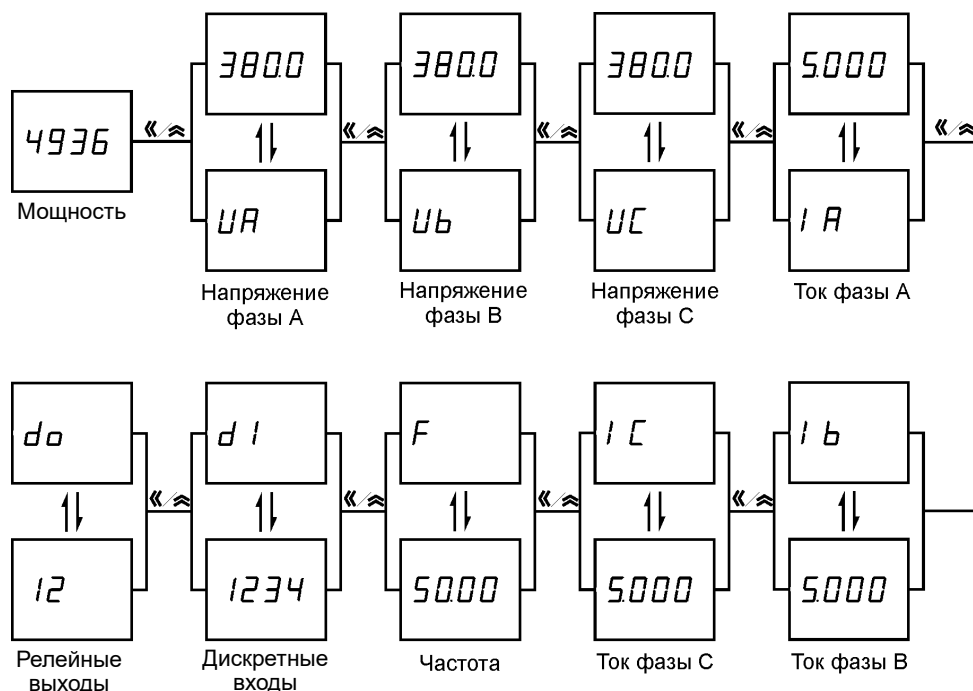 380.0
380.0
380.0
5.000
4936
Мощность
UA
Ub
UC
I A
Напряжение
фазы А
Напряжение
фазы В
Напряжение
фазы С
Ток фазы А
do
dI
F
I C
I b
12
1234
50.00
5.000
5.000
Релейные
выходы
Дискретные
входы
Частота
Ток фазы С
Ток фазы В